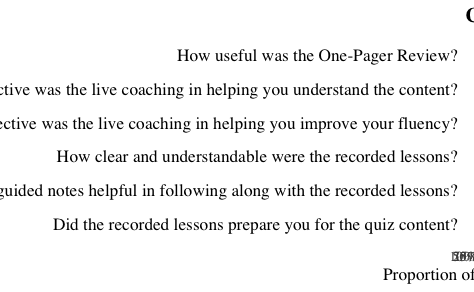 How useful was the One-Pager Review?
ctive was the live coaching in helping you understand the content?
ective was the live coaching in helping you improve your fluency?
How clear and understandable were the recorded lessons?
guided notes helpful in following along with the recorded lessons?
Did the recorded lessons prepare you for the quiz content?
Proportion of